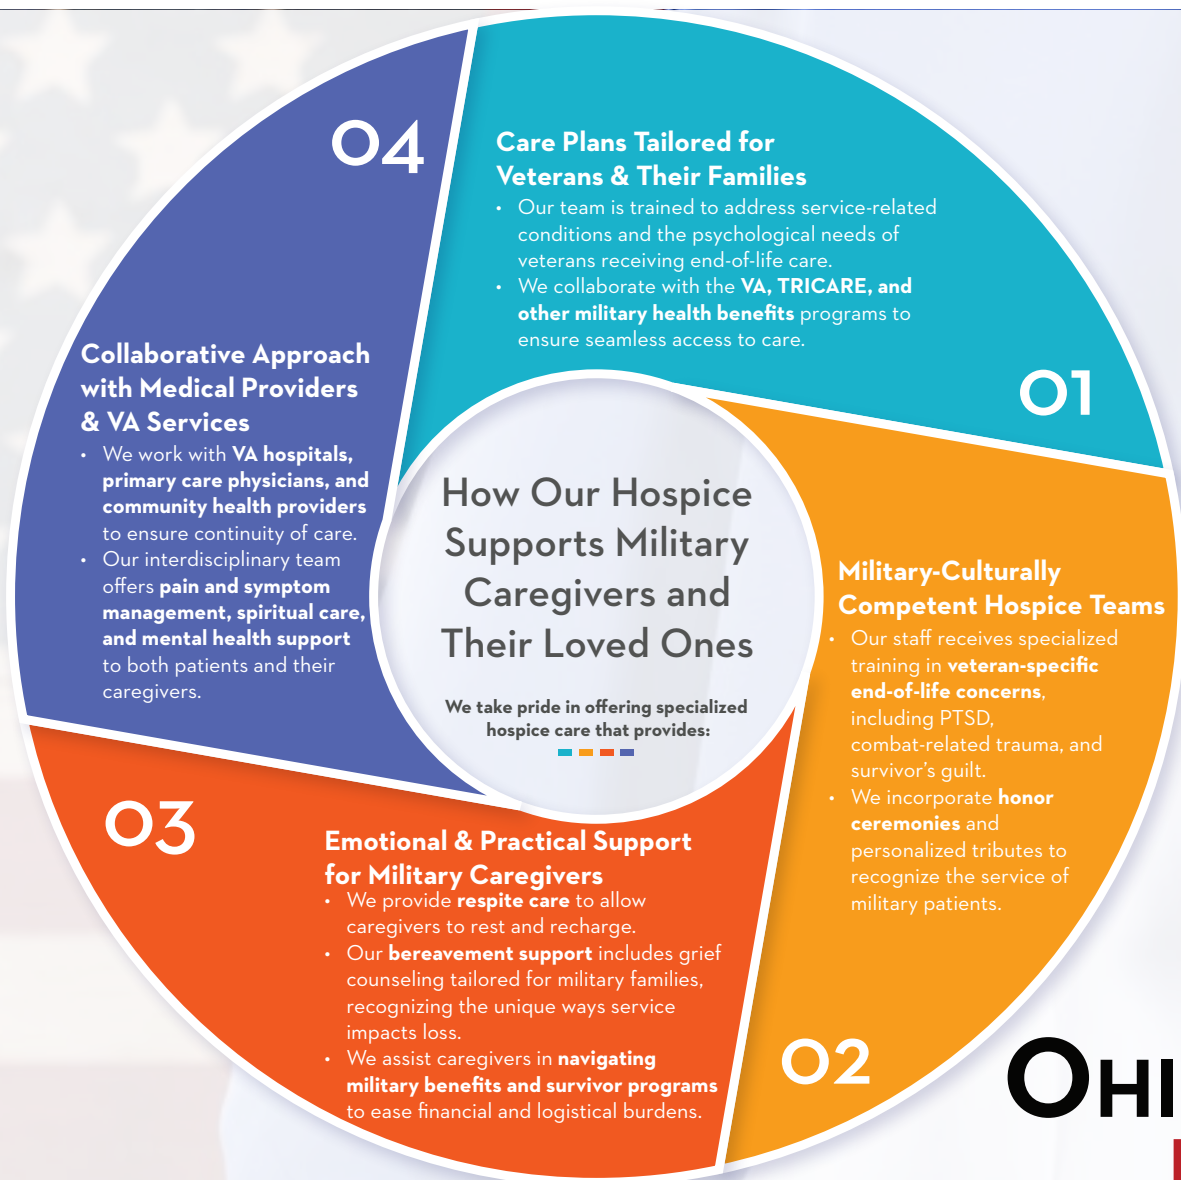 How Our Hospice
Supports Military
Caregivers and
Their Loved Ones
We take pride in offering specialized
hospice care that provides:
01
Care Plans Tailored for
Veterans & Their Families
• Our team is trained to address service-related
conditions and the psychological needs of
veterans receiving end-of-life care.
• We collaborate with the VA, TRICARE, and
other military health benefits programs to
ensure seamless access to care.
02
Military-Culturally
Competent Hospice Teams
• Our staff receives specialized
training in veteran-specific
end-of-life concerns,
including PTSD,
combat-related trauma, and
survivor's guilt.
• We incorporate honor
ceremonies and
personalized tributes to
recognize the service of
military patients.
03
Emotional & Practical Support
for Military Caregivers
• We provide respite care to allow
caregivers to rest and recharge.
• Our bereavement support includes grief
counseling tailored for military families,
recognizing the unique ways service
impacts loss.
• We assist caregivers in navigating
military benefits and survivor programs
to ease financial and logistical burdens.
04
Collaborative Approach
with Medical Providers
& VA Services
• We work with VA hospitals,
primary care physicians, and
community health providers
to ensure continuity of care.
• Our interdisciplinary team
offers pain and symptom
management, spiritual care,
and mental health support
to both patients and their
caregivers.
OHI